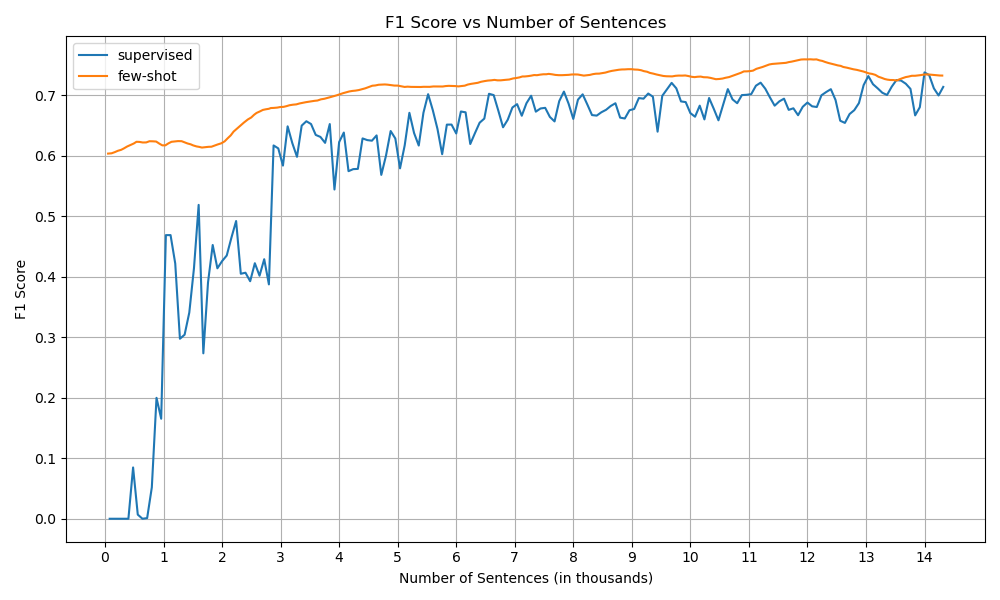 F1 Score vs Number of Sentences
supervised
few-shot
F1 Score
0.7
0.6
0.5
0.4
0.3
0.2
0.1
0.0
0 1 2 3 4 5 6 7 8 9 10 11 12 13 14
Number of Sentences (in thousands)